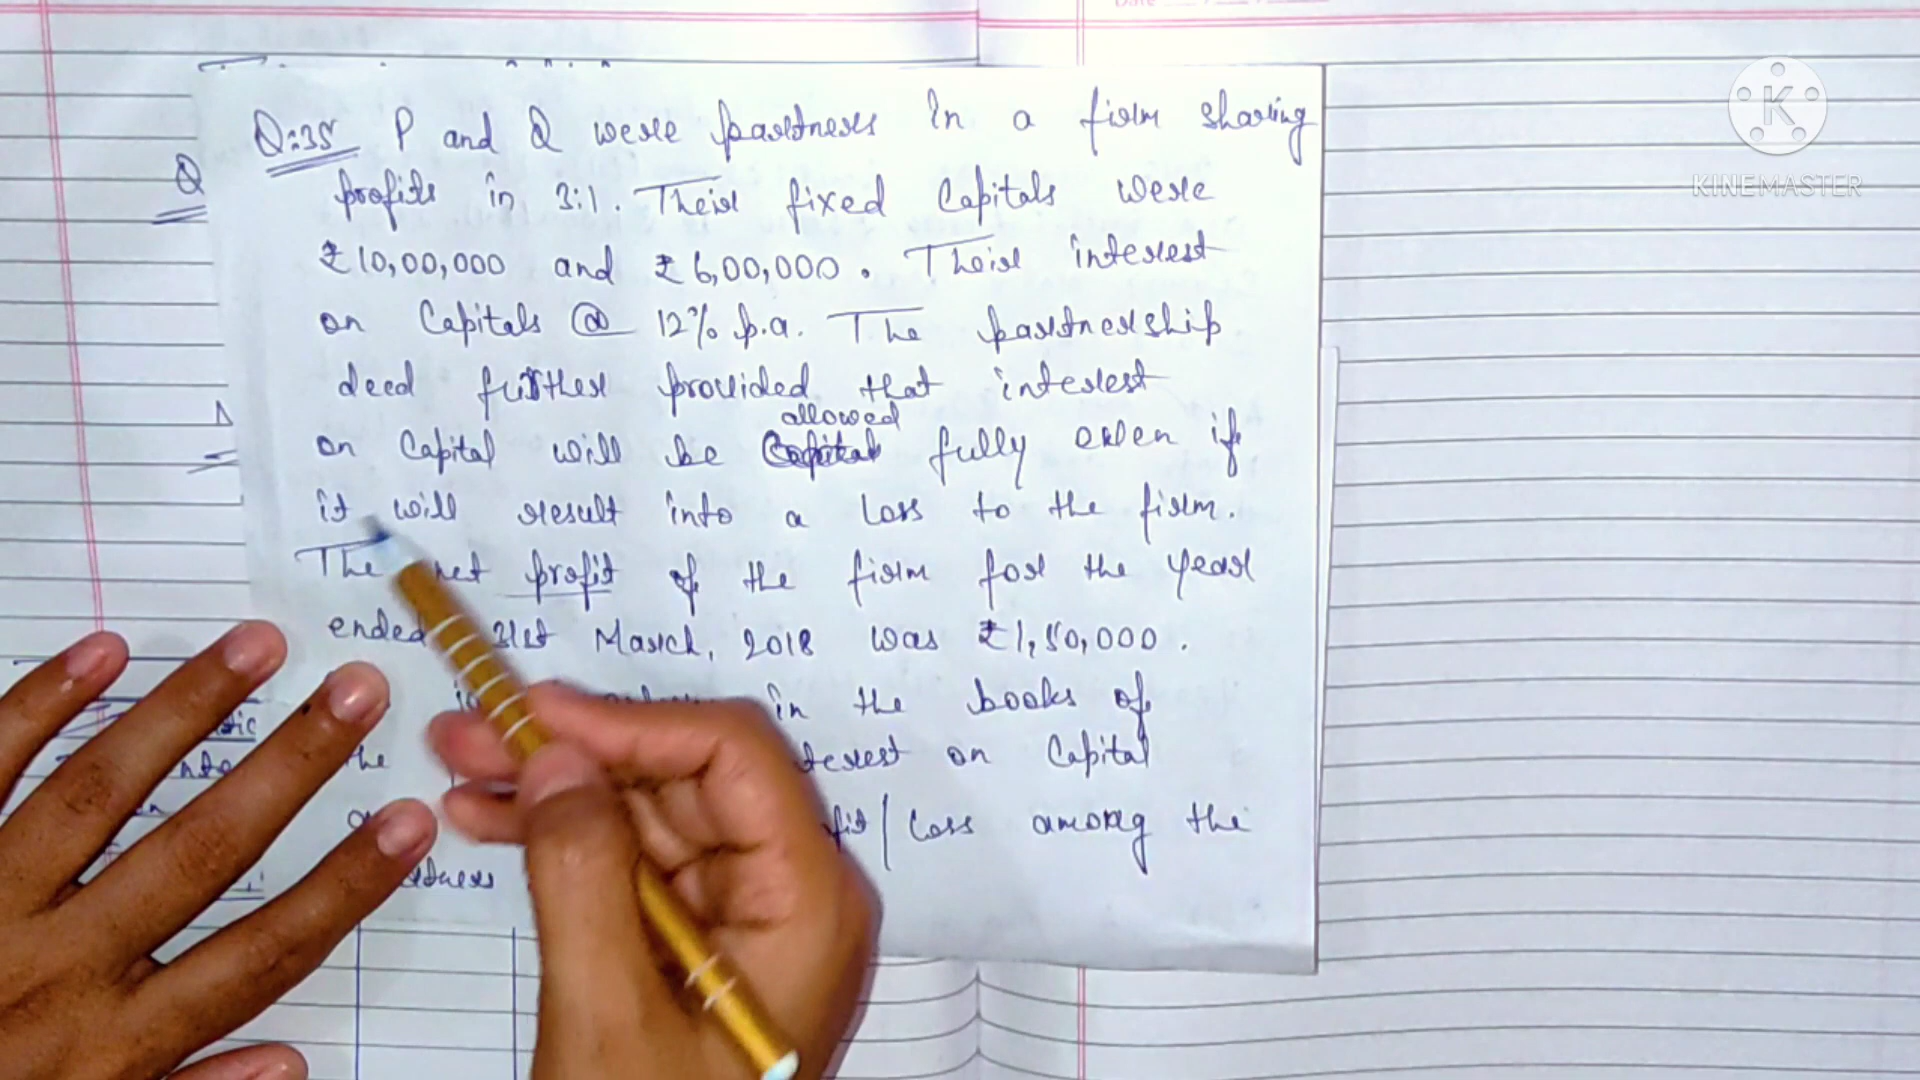 Date
K
KINEMASTER
Q
Q:35 P and Q were partners in a firm sharing
profits in 3:1. Their fixed Capitals were
₹10,00,000 and ₹6,00,000. Their interest
on Capitals @ 12% p.a. The partnership
deed further provided that interest
allowed
on Capital will be fully even if
it will result into a loss to the firm.
The net profit of the firm for the year
ended 31st March, 2018 was ₹1,50,000.
in the books of
the terest on Capital
fit/loss among the